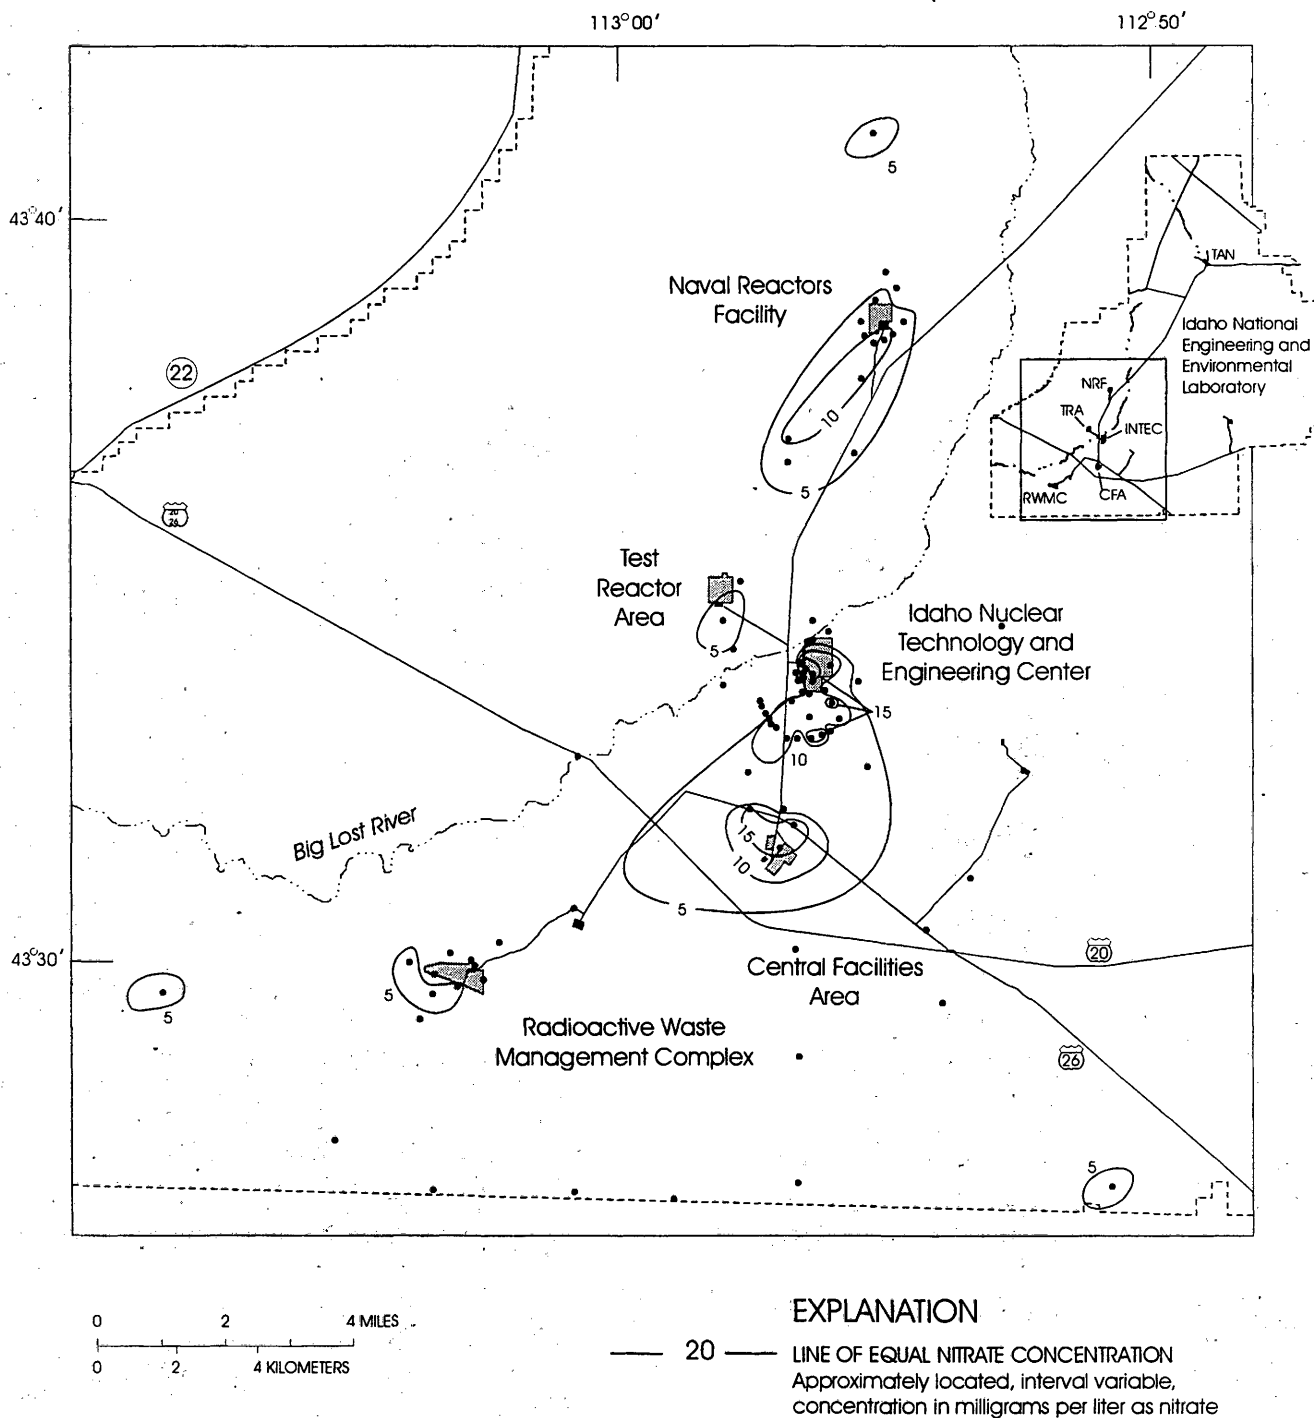 113°00′
112°50′
5
43°40′
TAN
Naval Reactors
Facility
Idaho National
Engineering and
Environmental
Laboratory
22
NRF
TRA
INTEC
10
5
RWMC
CFA
20
26
Test
Reactor
Area
Idaho Nuclear
Technology and
Engineering Center
5
15
10
Big Lost River
15
10
5
43°30′
20
Central Facilities
Area
5
5
Radioactive Waste
Management Complex
26
5
EXPLANATION
0 2 4 MILES
0 2 4 KILOMETERS
20
LINE OF EQUAL NITRATE CONCENTRATION
Approximately located, interval variable,
concentration in milligrams per liter as nitrate